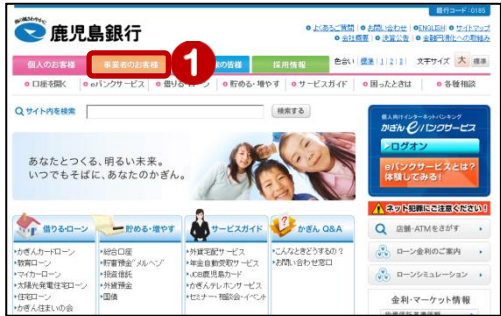 銀行コード:0185
鹿児島銀行
よくあるご質問 お問い合わせ ENGLISH サイトマップ
会社概要 決算公告 金融円滑化への取組み
個人のお客様 事業者のお客様 1 の皆様 採用情報 色合い 標準 1 2 3 文字サイズ 大 標準
口座を開く eバンクサービス 借りる・ローン 貯める・増やす サービスガイド 困ったときは 各種相談
サイト内を検索 検索する
個人向けインターネットバンキング
かぎん eバンクサービス
ログオン
eバンクサービスとは?
体験してみる!
あなたとつくる、明るい未来。
いつでもそばに、あなたのかぎん。
ネット犯罪にご注意ください!
借りるローン 貯める・増やす サービスガイド かぎん Q&A
店舗・ATMをさがす
かぎんカードローン
教育ローン
マイカーローン
太陽光発電住宅ローン
住宅ローン
かぎん住まいの会
総合口座
貯蓄預金"メルヘン"
投資信託
外貨預金
国債
外貨宅配サービス
年金自動受取サービス
JCB鹿児島カード
かぎんテレホンサービス
セミナー・相談会・イベント
こんなときどうするの?
お問い合わせ窓口
ローン金利のご案内
ローンシミュレーション
金利・マーケット情報